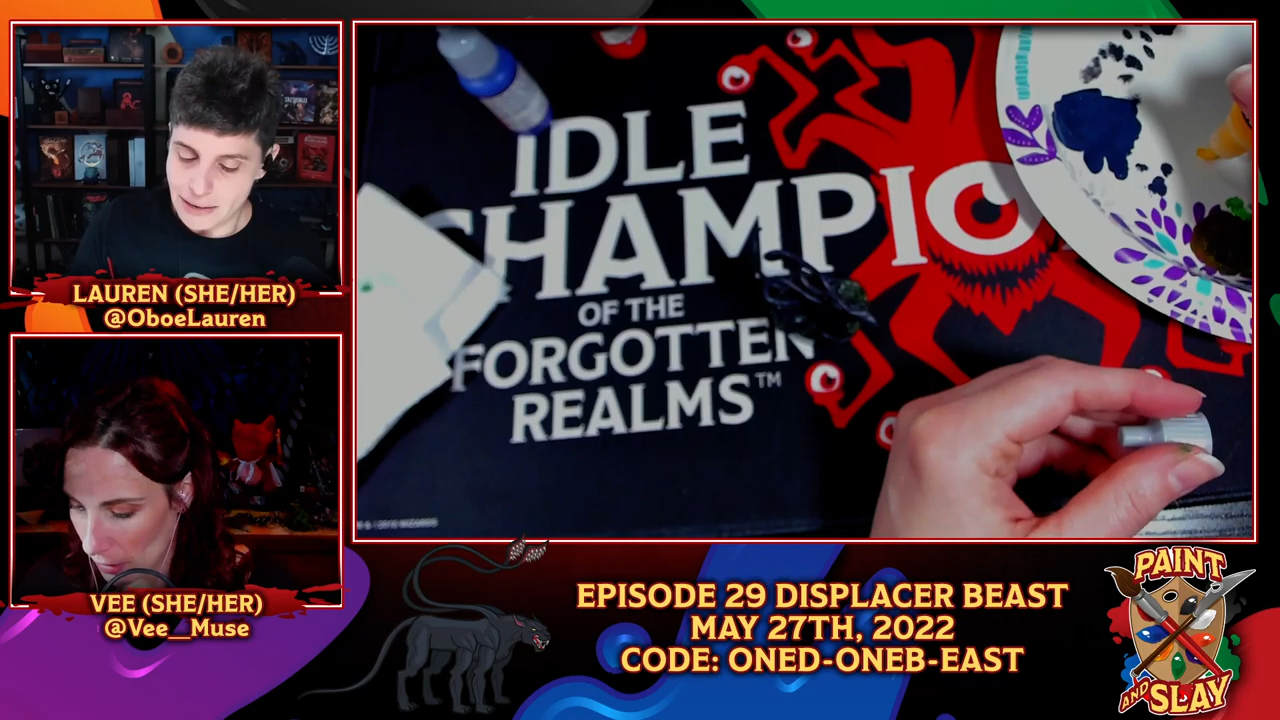 LAUREN (SHE/HER)
@OboeLauren
VEE (SHE/HER)
@Vee_Muse
IDLE
CHAMPIO
OF THE
FORGOTTEN
REALMS™
EPISODE 29 DISPLACER BEAST
MAY 27TH, 2022
CODE: ONED-ONEB-EAST
PAINT
AND SLAY